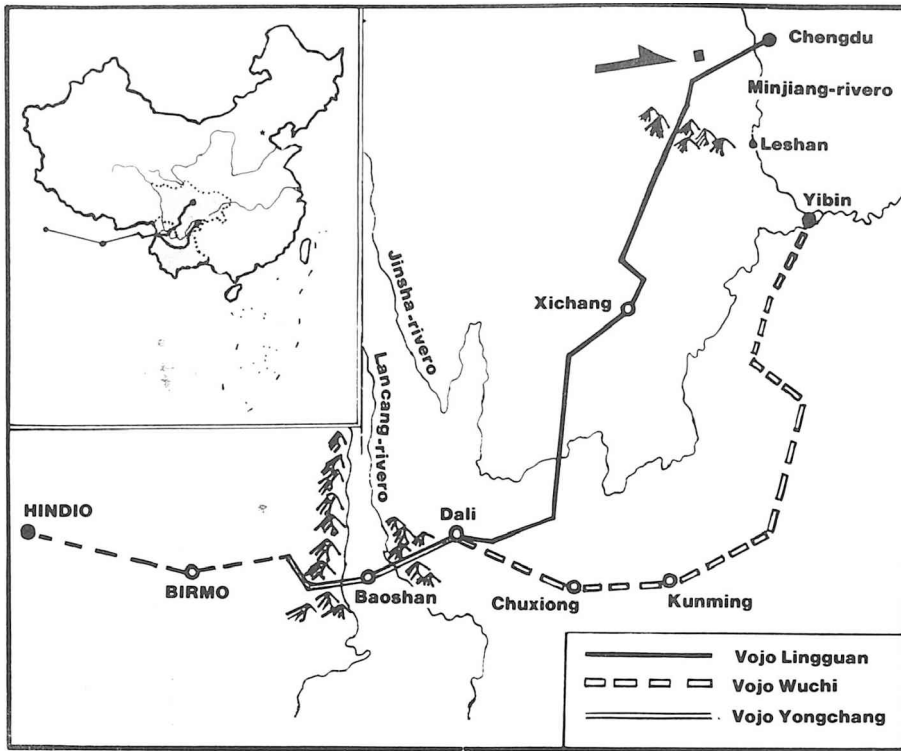 Chengdu
Minjiang-rivero
Leshan
Yibin
Jinsha-rivero
Xichang
Lancang-rivero
HINDIO
Dali
BIRMO
Baoshan
Chuxiong
Kunming
Vojo Lingguan
Vojo Wuchi
Vojo Yongchang